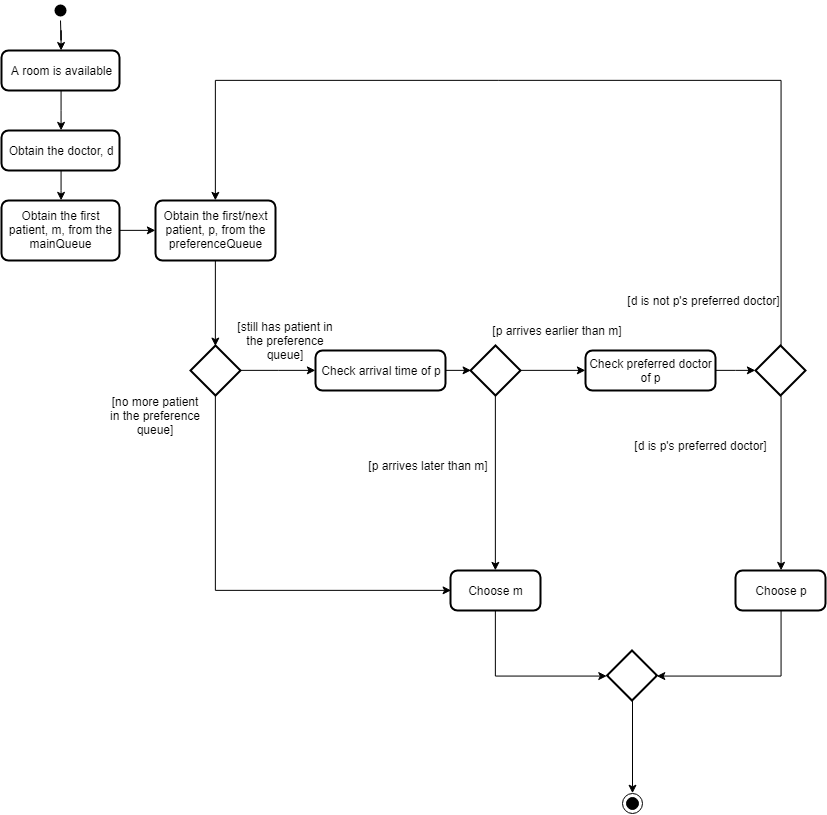 A room is available
Obtain the doctor, d
Obtain the first
patient, m, from the
mainQueue
Obtain the first/next
patient, p, from the
preferenceQueue
[d is not p's preferred doctor]
[still has patient in
the preference
queue]
[p arrives earlier than m]
Check arrival time of p
Check preferred doctor
of p
[no more patient
in the preference
queue]
[d is p's preferred doctor]
[p arrives later than m]
Choose m
Choose p